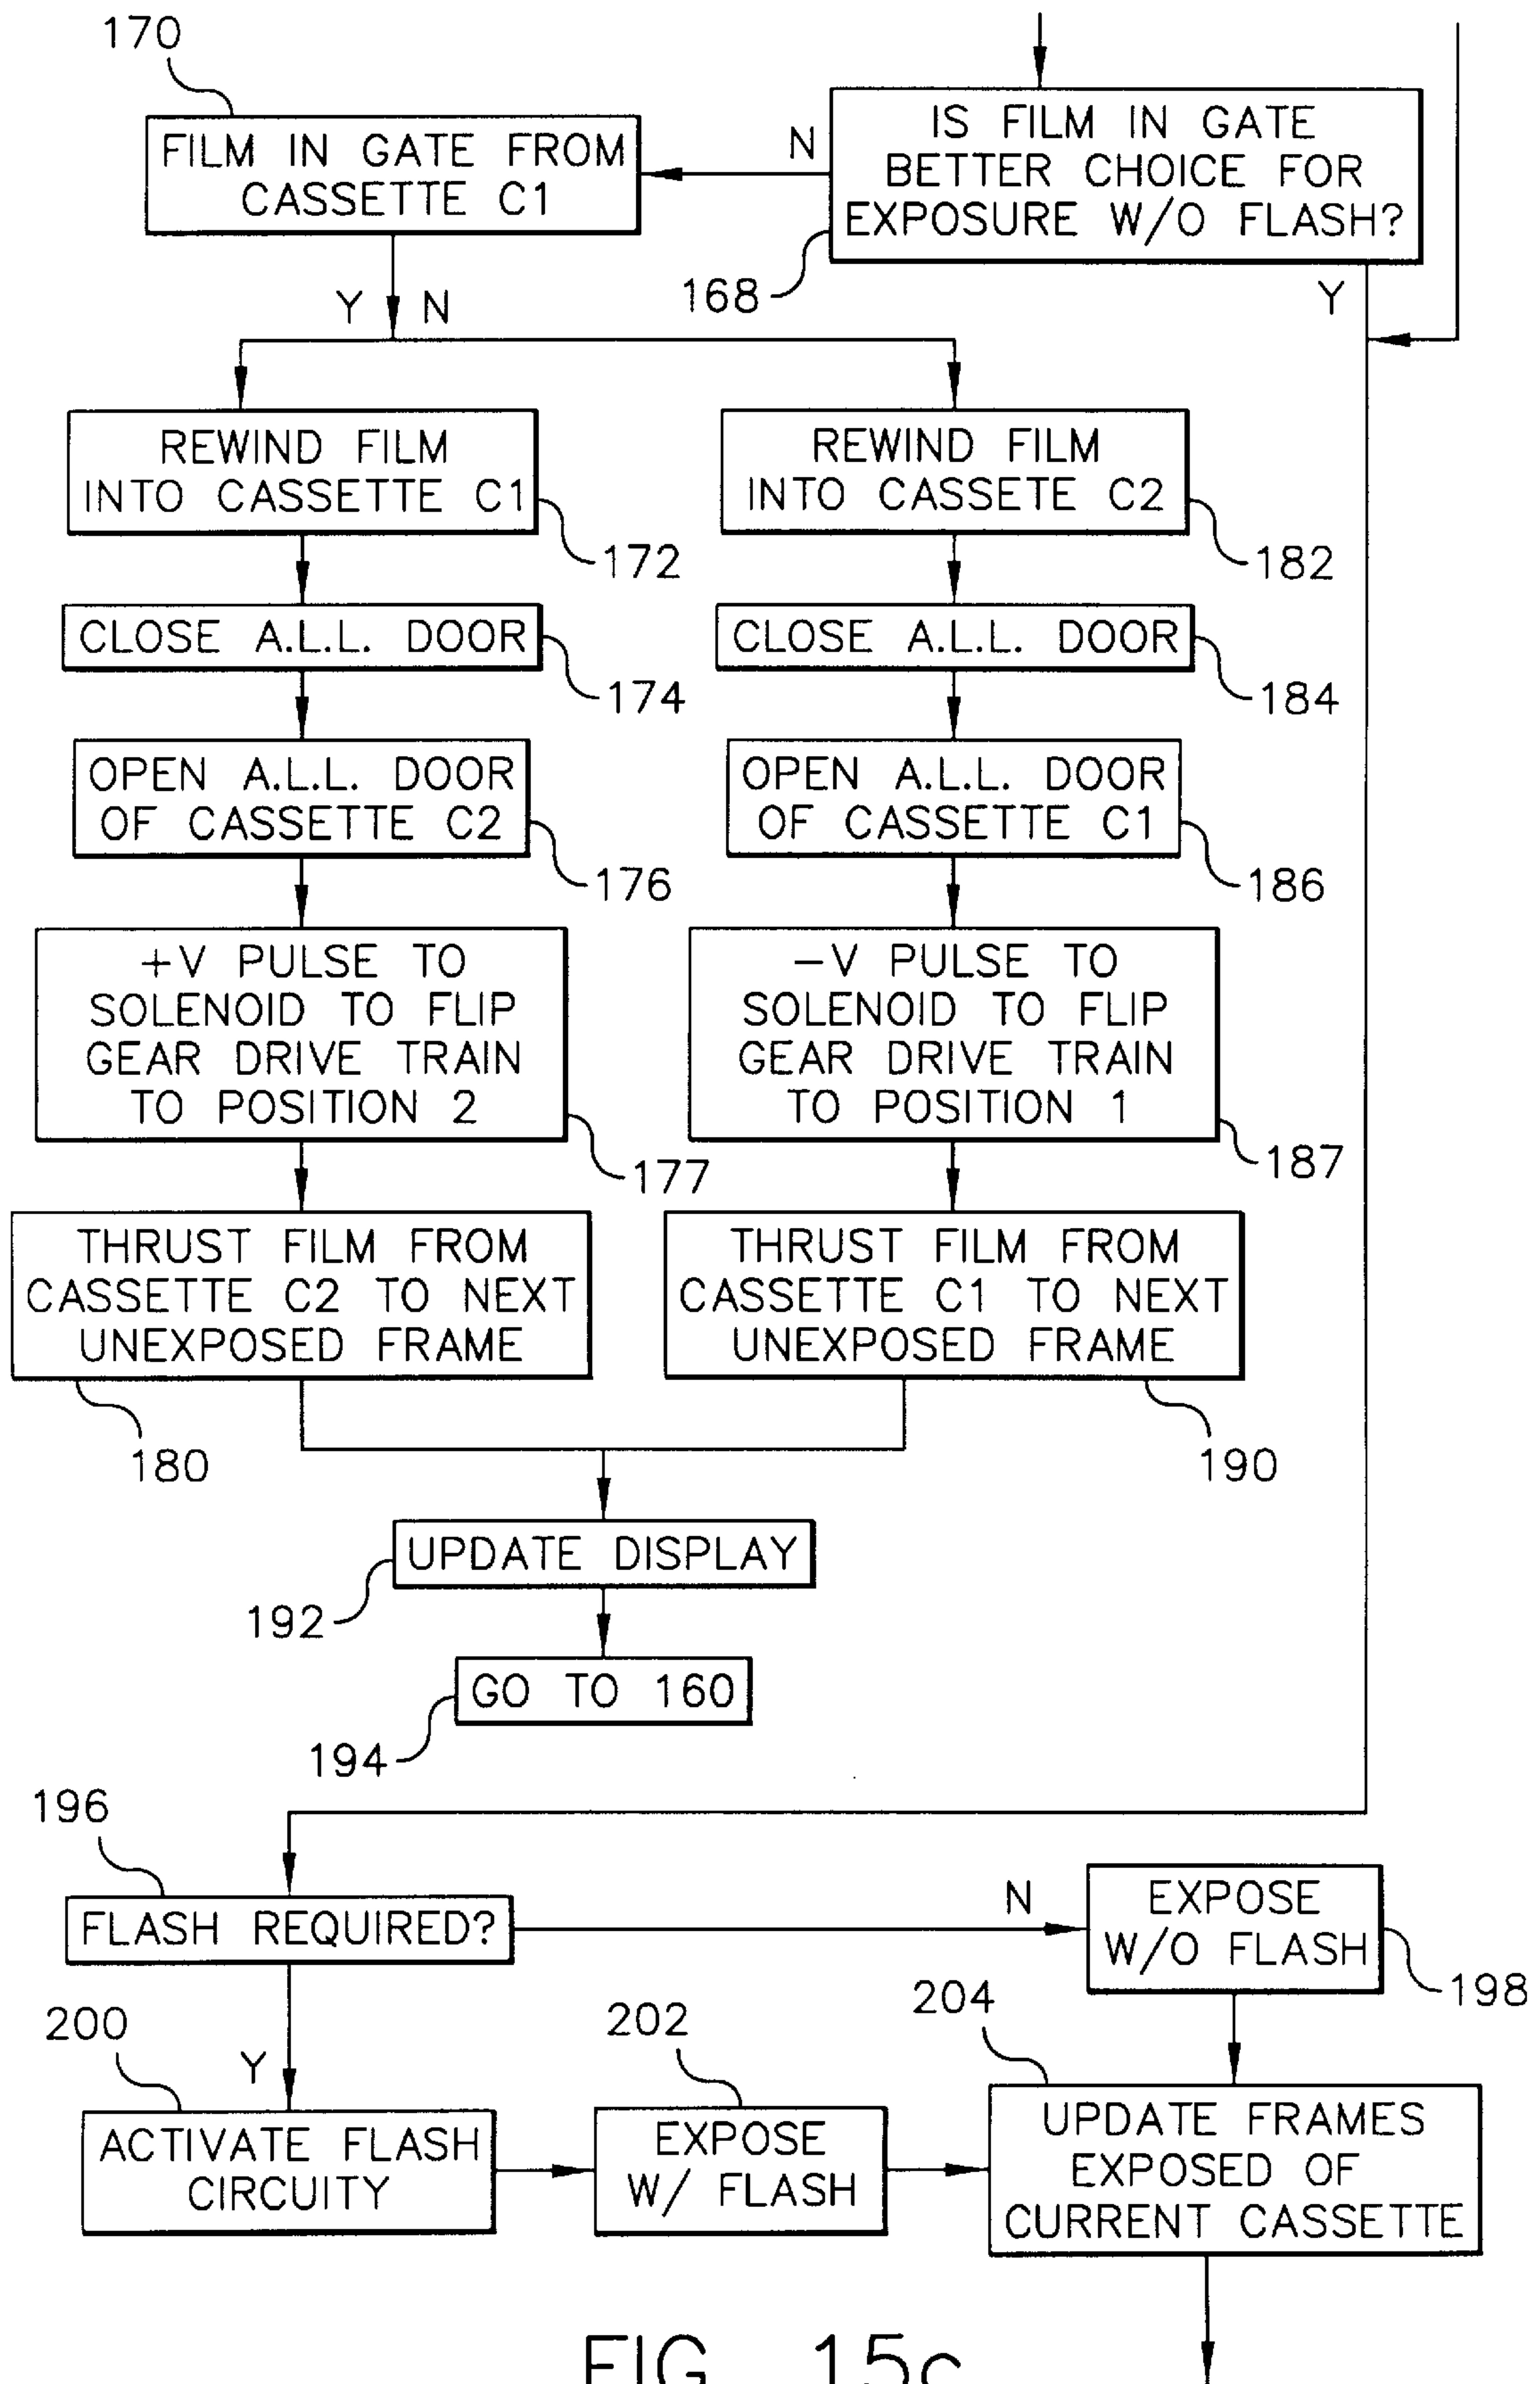 170
FILM IN GATE FROM
CASSETTE C1
N
IS FILM IN GATE
BETTER CHOICE FOR
EXPOSURE W/O FLASH?
168
Y
Y N
REWIND FILM
INTO CASSETTE C1
172
REWIND FILM
INTO CASSETE C2
182
CLOSE A.L.L. DOOR
174
CLOSE A.L.L. DOOR
184
OPEN A.L.L. DOOR
OF CASSETTE C2
176
OPEN A.L.L. DOOR
OF CASSETTE C1
186
+V PULSE TO
SOLENOID TO FLIP
GEAR DRIVE TRAIN
TO POSITION 2
177
−V PULSE TO
SOLENOID TO FLIP
GEAR DRIVE TRAIN
TO POSITION 1
187
THRUST FILM FROM
CASSETTE C2 TO NEXT
UNEXPOSED FRAME
180
THRUST FILM FROM
CASSETTE C1 TO NEXT
UNEXPOSED FRAME
190
UPDATE DISPLAY
192
GO TO 160
194
196
FLASH REQUIRED?
N
EXPOSE
W/O FLASH
198
Y
200
ACTIVATE FLASH
CIRCUITY
202
EXPOSE
W/ FLASH
204
UPDATE FRAMES
EXPOSED OF
CURRENT CASSETTE
FIG. 15c